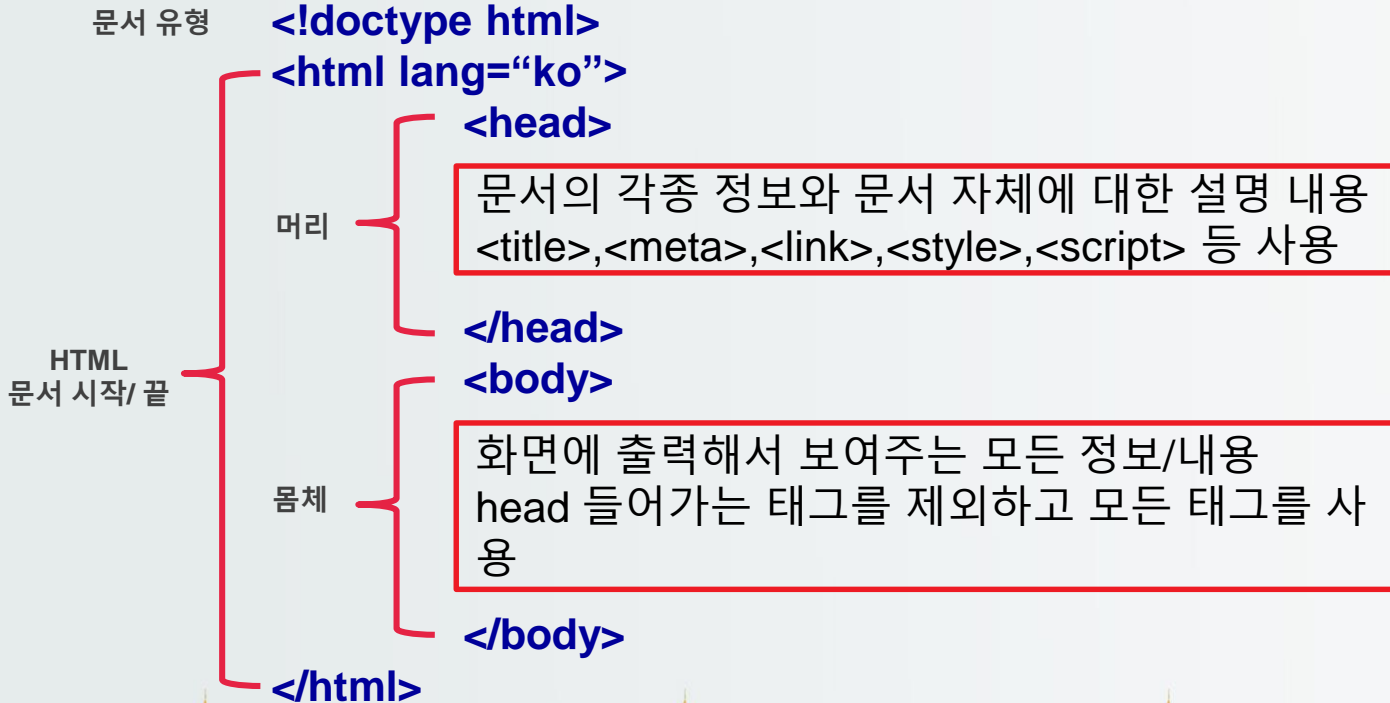 문서 유형 <!doctype html>
<html lang=“ko”>
<head>
문서의 각종 정보와 문서 자체에 대한 설명 내용
<title>,<meta>,<link>,<style>,<script> 등 사용
머리
</head>
HTML
문서 시작/ 끝
<body>
화면에 출력해서 보여주는 모든 정보/내용
head 들어가는 태그를 제외하고 모든 태그를 사
용
몸체
</body>
</html>